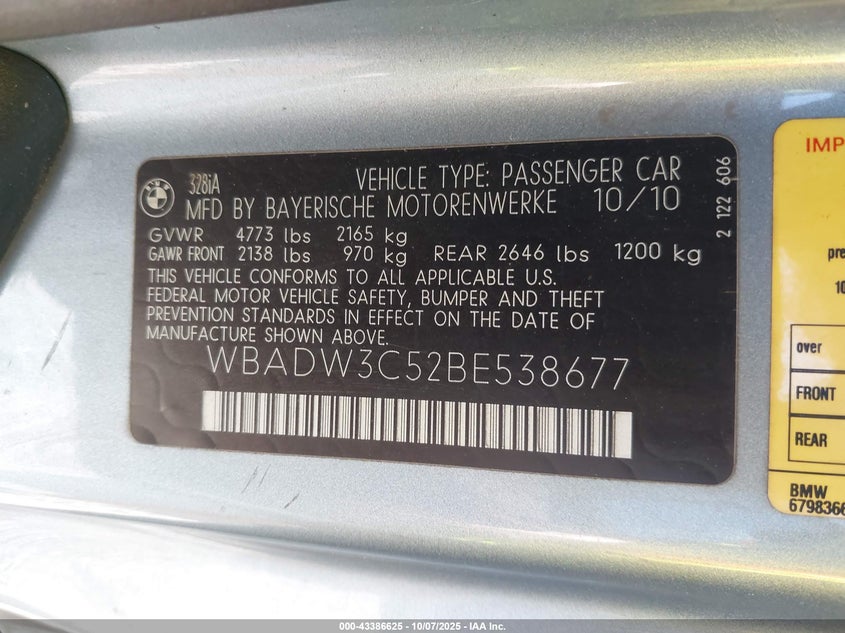 BMW
328iA
VEHICLE TYPE: PASSENGER CAR
MFD BY BAYERISCHE MOTORENWERKE 10/10
GVWR 4773 lbs 2165 kg
GAWR FRONT 2138 lbs 970 kg REAR 2646 lbs 1200 kg
THIS VEHICLE CONFORMS TO ALL APPLICABLE U.S.
FEDERAL MOTOR VEHICLE SAFETY, BUMPER AND THEFT
PREVENTION STANDARDS IN EFFECT ON THE DATE OF
MANUFACTURE SHOWN ABOVE.
WBADW3C52BE538677
2 122 606
over
FRONT
REAR
BMW
000-43386625 - 10/07/2025 - IAA Inc.